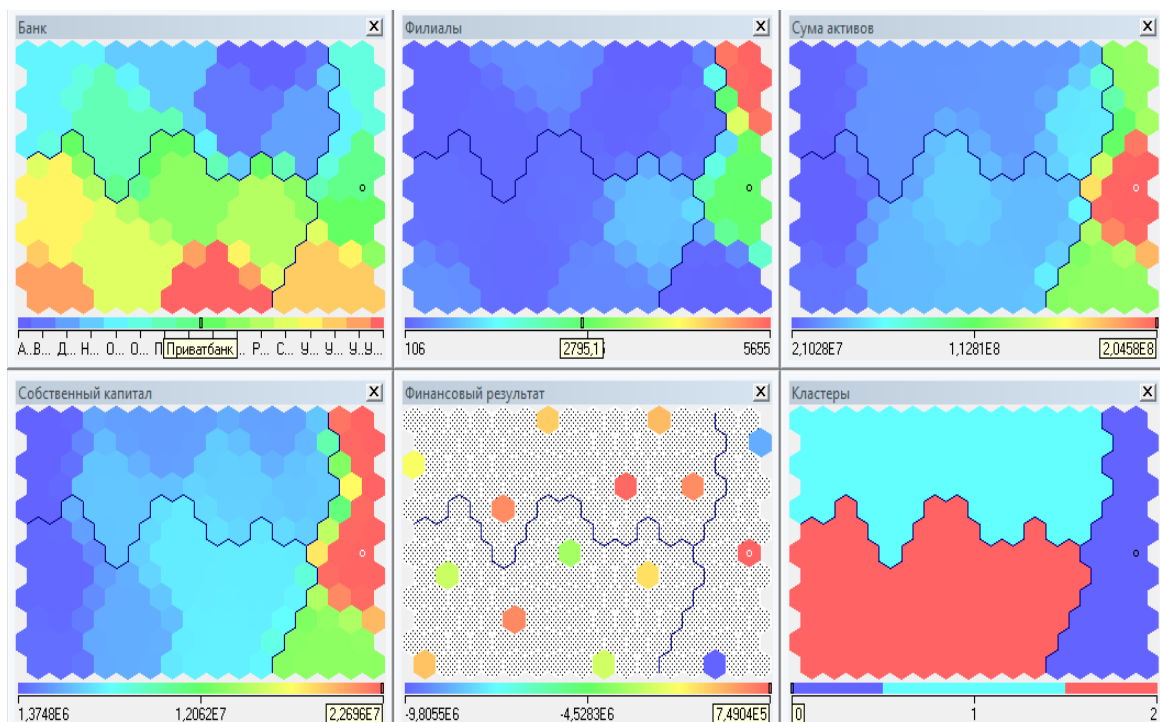 Банк
Филиалы
Сума активов
А.. В... Д... Н... О... О... П Приватбанк .. Р... С... У... У... У.. У...
106 2795,1 5655
2,1028E7 1,1281E8 2,0458E8
Собственный капитал
Финансовый результат
Кластеры
1,3748E6 1,2062E7 2,2696E7
-9,8055E6 -4,5283E6 7,4904E5
0 1 2